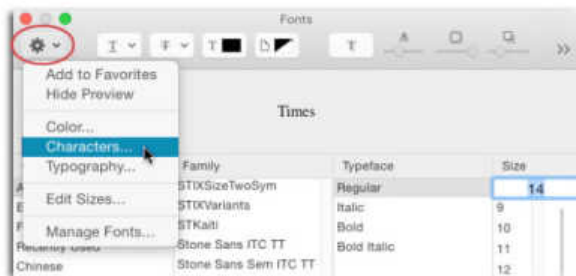 Fonts
Add to Favorites
Hide Preview
Color...
Characters...
Typography...
Edit Sizes...
Manage Fonts...
Times
Family Typeface Size
STIXSizeTwoSym Regular 14
STIXVariants Italic 9
STKaiti Bold 10
Recently Used Stone Sans ITC TT Bold Italic 11
Chinese Stone Sans Sem ITC TT 12